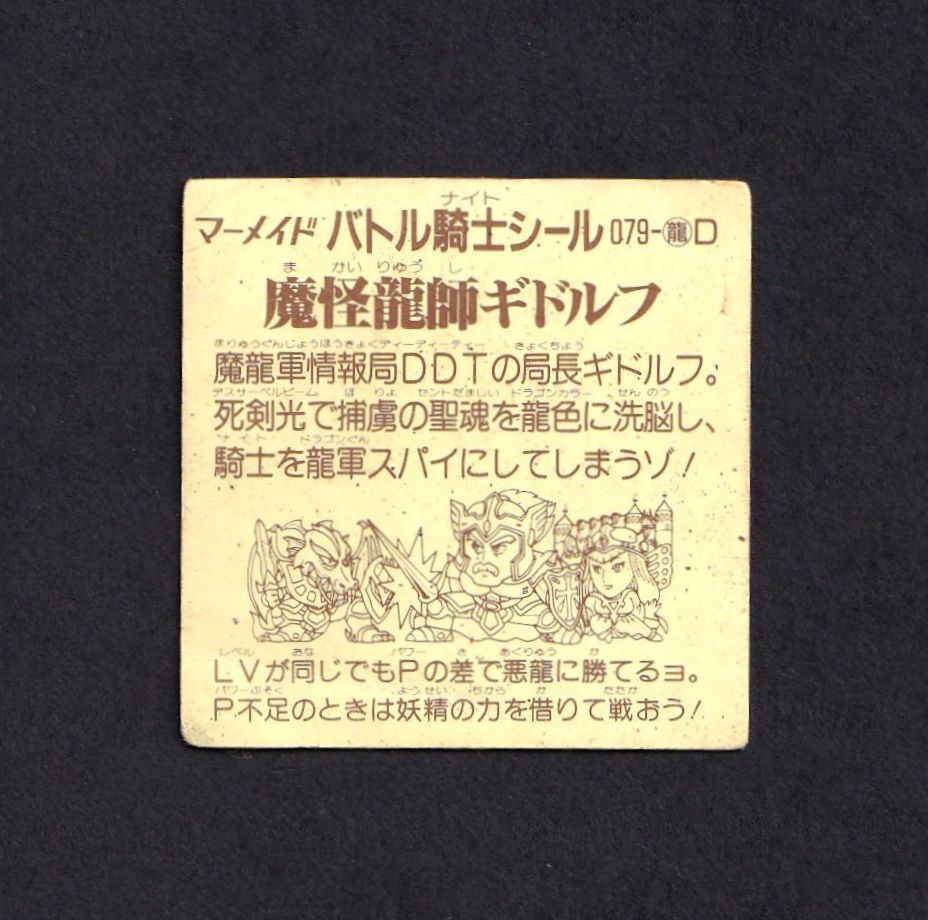 ナイト
マーメイド バトル騎士シール 079-㊑D
ま かい りゅう し
魔怪龍師ギドルフ
まりゅうぐんじょうほうきょくディーディーティー きょくちょう
魔龍軍情報局DDTの局長ギドルフ。
デスサーベルビーム ほ りょ セントだましい ドラゴンカラー せん のう
死剣光で捕虜の聖魂を龍色に洗脳し、
ナイト ドラゴンぐん
騎士を龍軍スパイにしてしまうゾ!
レベル おな パワー さ あくりゅう か
LVが同じでもPの差で悪龍に勝てるヨ。
パワーぶそく ようせい ちから か たたか
P不足のときは妖精の力を借りて戦おう!